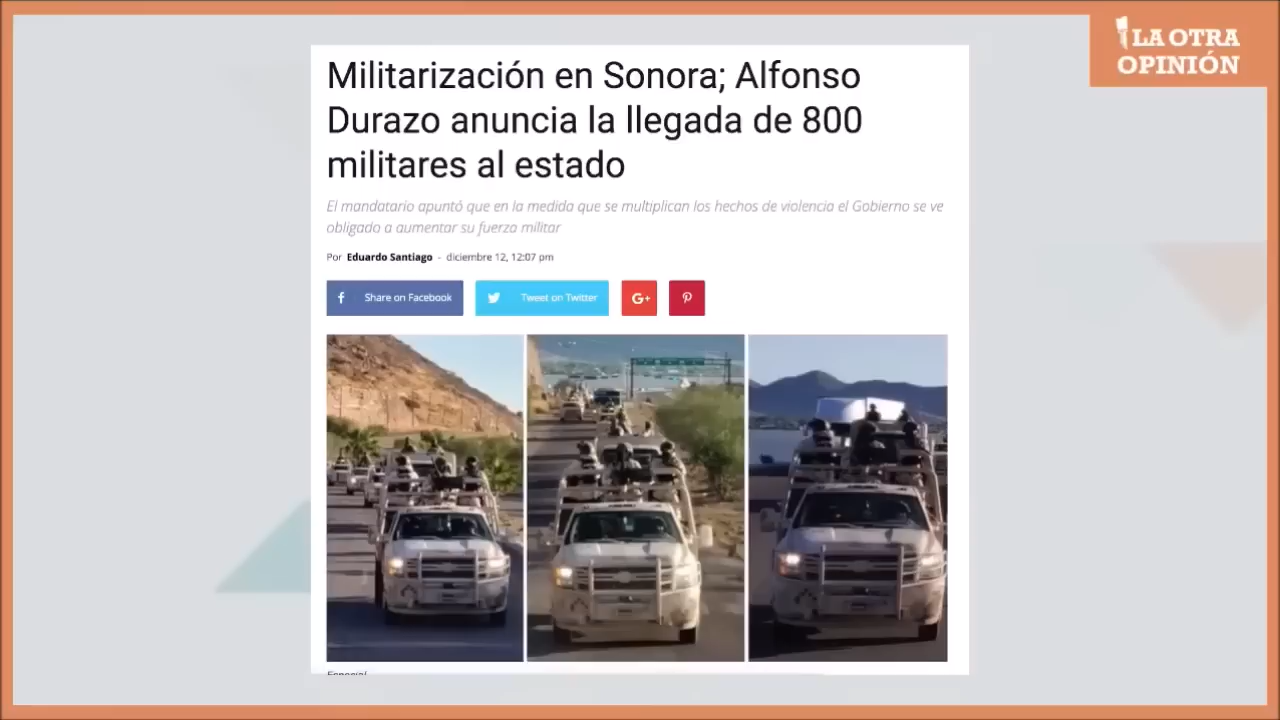 LA OTRA
OPINIÓN
Militarización en Sonora; Alfonso
Durazo anuncia la llegada de 800
militares al estado
El mandatario apuntó que en la medida que se multiplican los hechos de violencia el Gobierno se ve
obligado a aumentar su fuerza militar
Por Eduardo Santiago - diciembre 12, 12:07 pm
Share on Facebook
Tweet on Twitter
G+
Especial